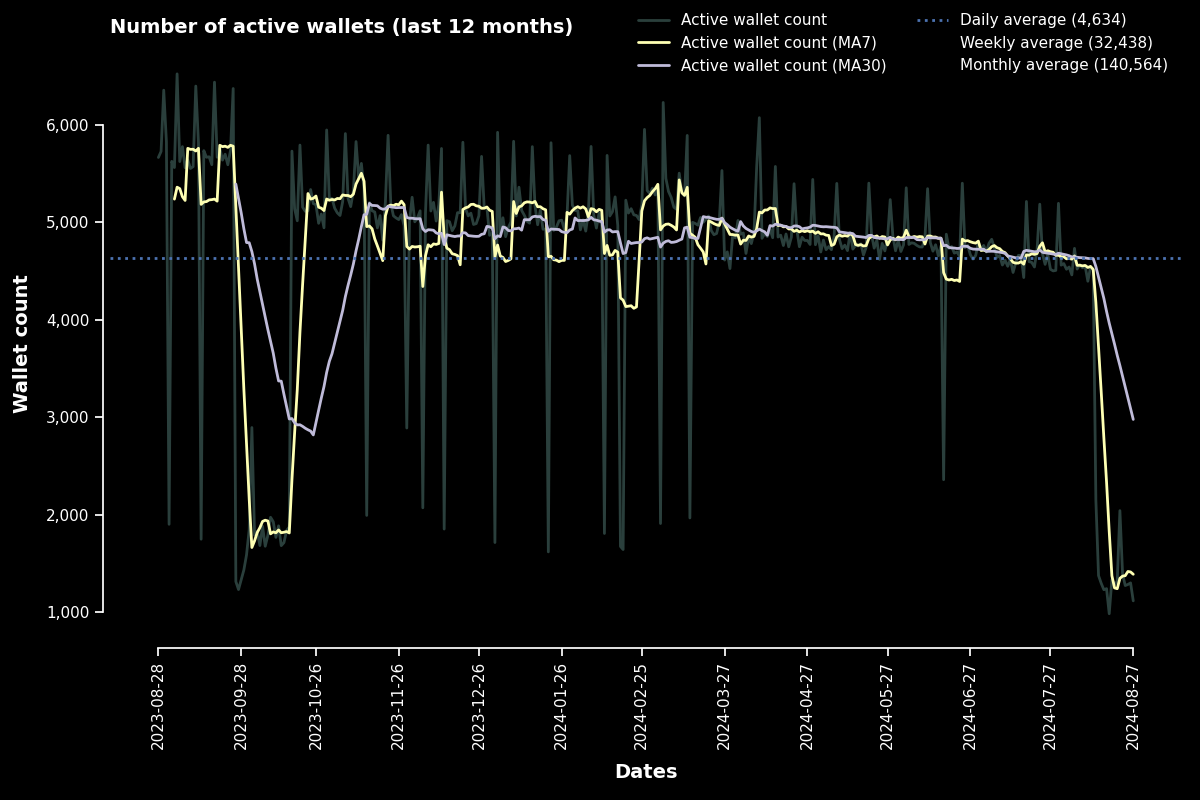 Number of active wallets (last 12 months)
Active wallet count
Active wallet count (MA7)
Active wallet count (MA30)
Daily average (4,634)
Weekly average (32,438)
Monthly average (140,564)
Wallet count
6,000
5,000
4,000
3,000
2,000
1,000
2023-08-28
2023-09-28
2023-10-26
2023-11-26
2023-12-26
2024-01-26
2024-02-25
2024-03-27
2024-04-27
2024-05-27
2024-06-27
2024-07-27
2024-08-27
Dates